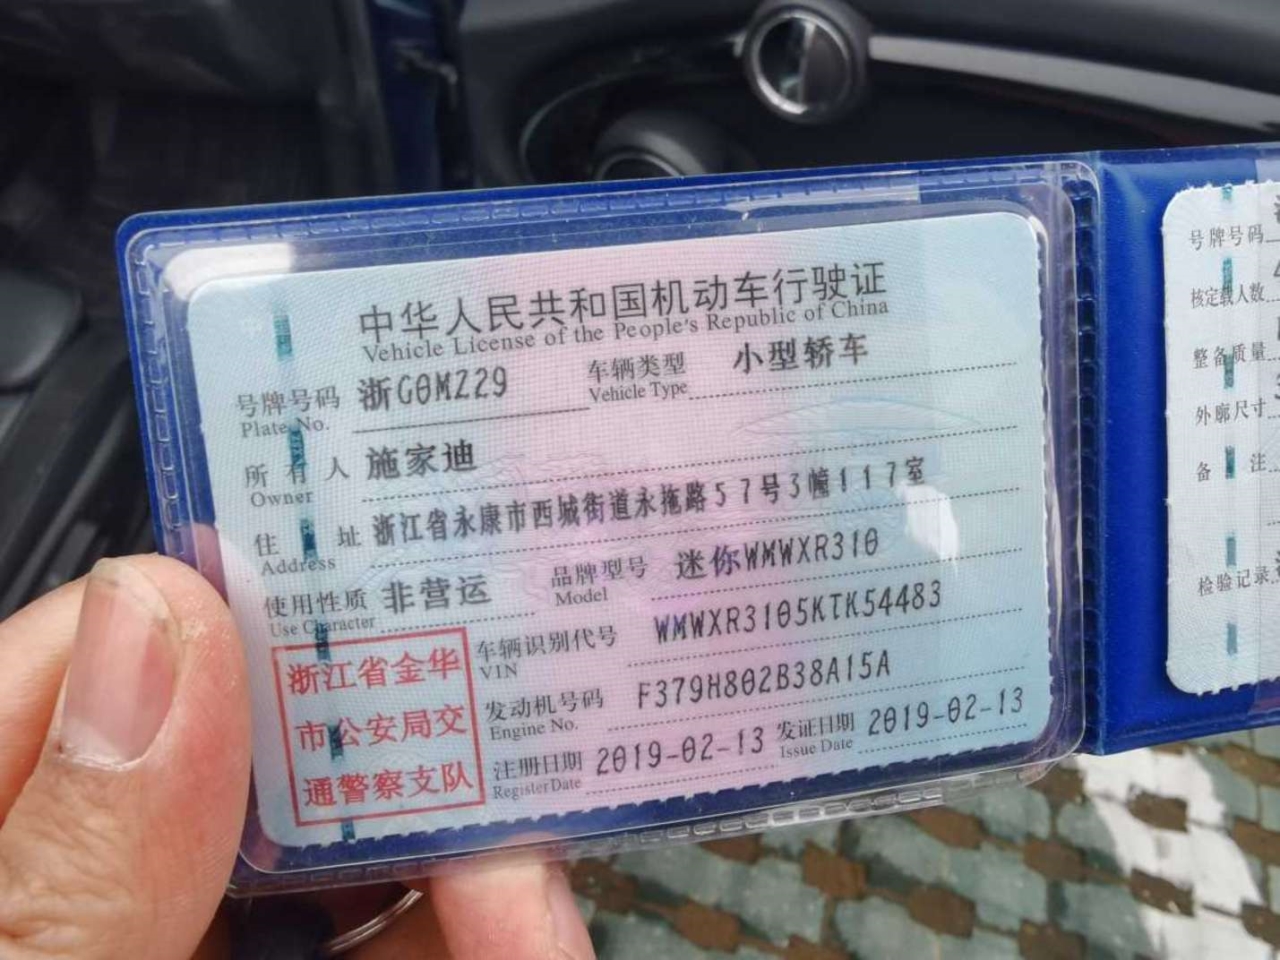 中华人民共和国机动车行驶证
Vehicle License of the People's Republic of China
号牌号码 浙G0MZ29 车辆类型 小型轿车
Plate No. Vehicle Type
所有人 施家迪
Owner
住址 浙江省永康市西城街道永拖路57号3幢117室
Address
使用性质 非营运 品牌型号 迷你WMWXR310
Use Character Model
浙江省金华
市公安局交
通警察支队
车辆识别代号 WMWXR3105KTK54483
VIN
发动机号码 F379H802B38A15A
Engine No.
注册日期 2019-02-13 发证日期 2019-02-13
Register Date Issue Date
号牌号码
核定载人数
整备质量
外廓尺寸
备注
检验记录